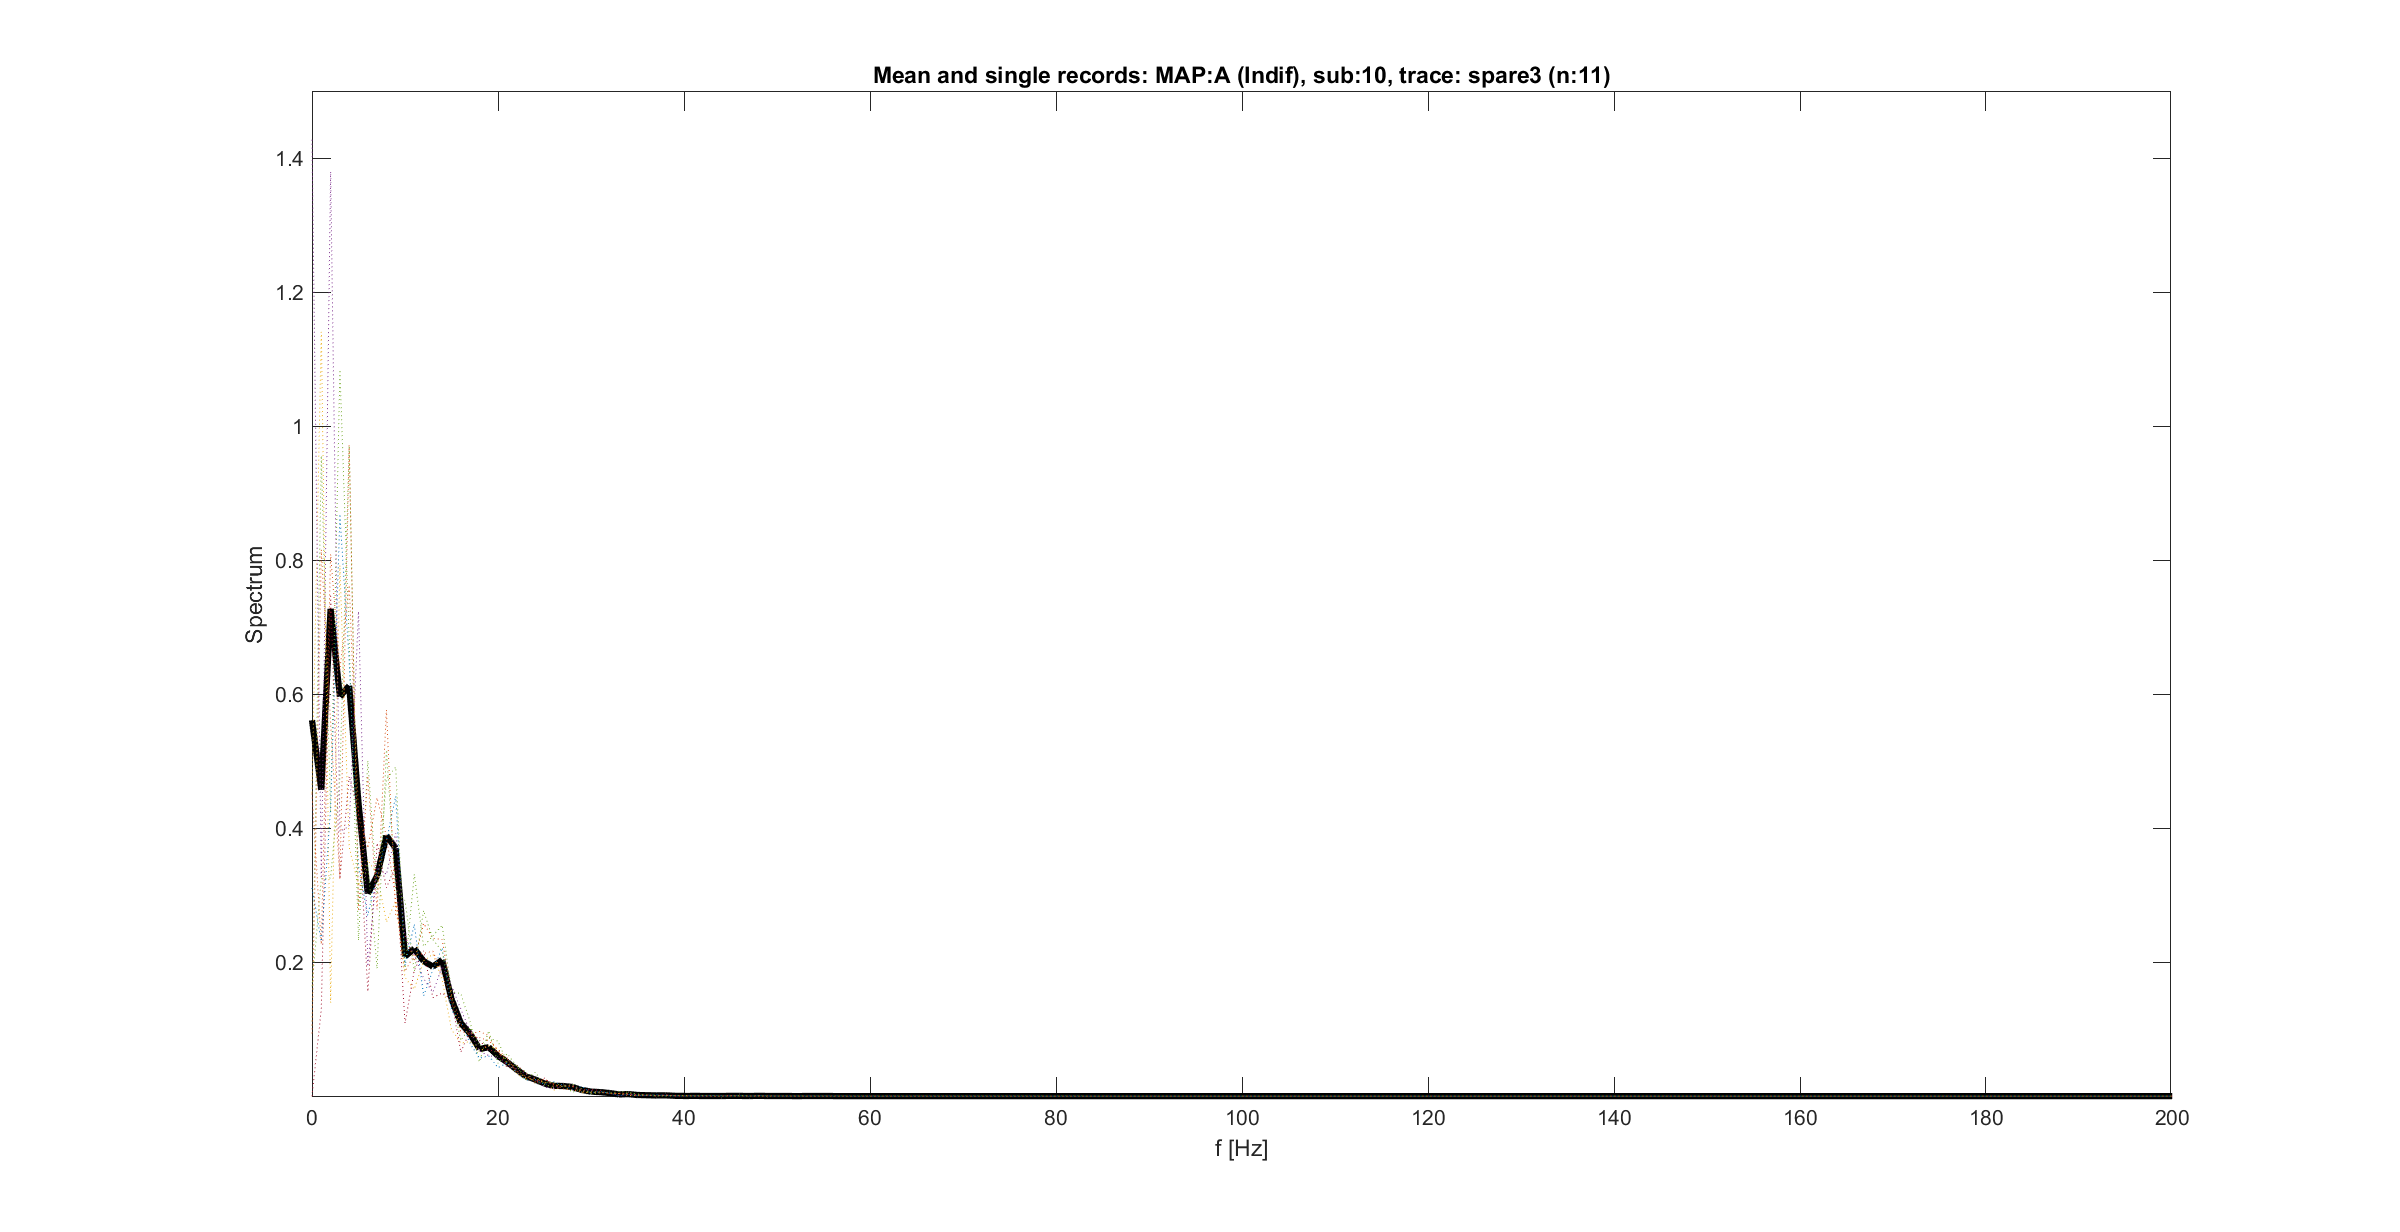 Mean and single records: MAP:A (Indif), sub:10, trace: spare3 (n:11)
1.4
1.2
1
0.8
0.6
0.4
0.2
Spectrum
0 20 40 60 80 100 120 140 160 180 200
f [Hz]